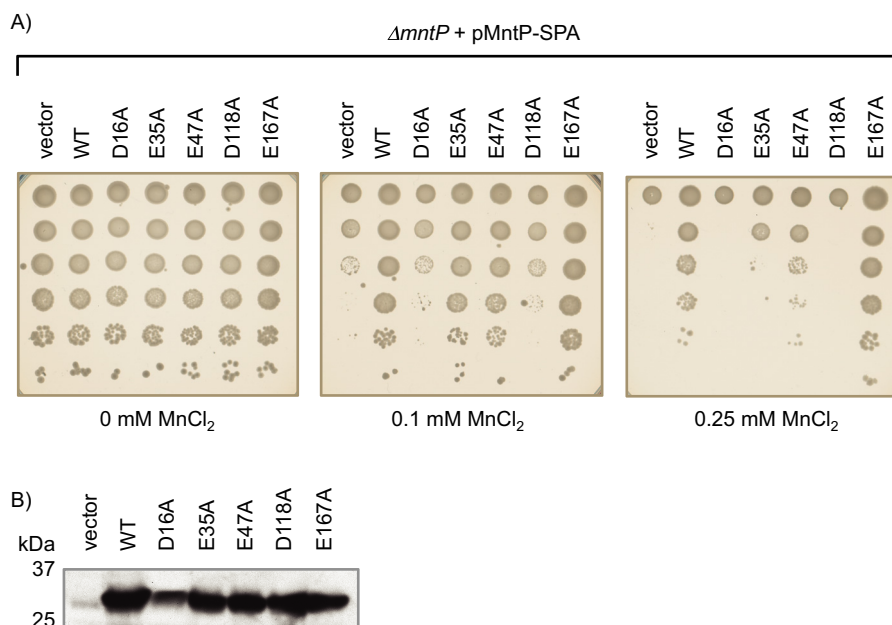 A)
ΔmntP + pMntP-SPA
vector WT D16A E35A E47A D118A E167A
vector WT D16A E35A E47A D118A E167A
vector WT D16A E35A E47A D118A E167A
0 mM MnCl₂
0.1 mM MnCl₂
0.25 mM MnCl₂
B)
vector WT D16A E35A E47A D118A E167A
kDa
37
25